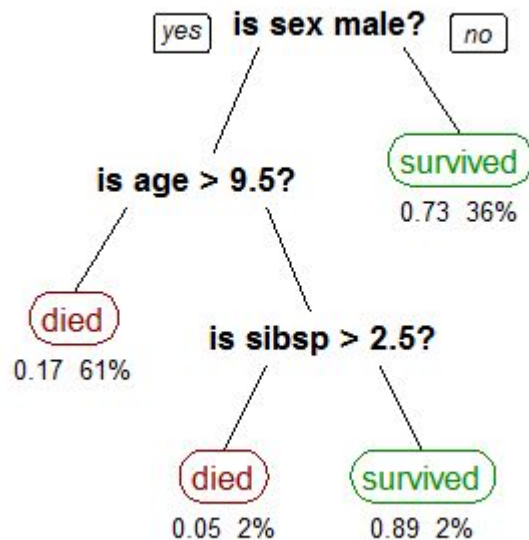 yes is sex male? no
survived
is age > 9.5?
0.73 36%
died
is sibsp > 2.5?
0.17 61%
died survived
0.05 2% 0.89 2%